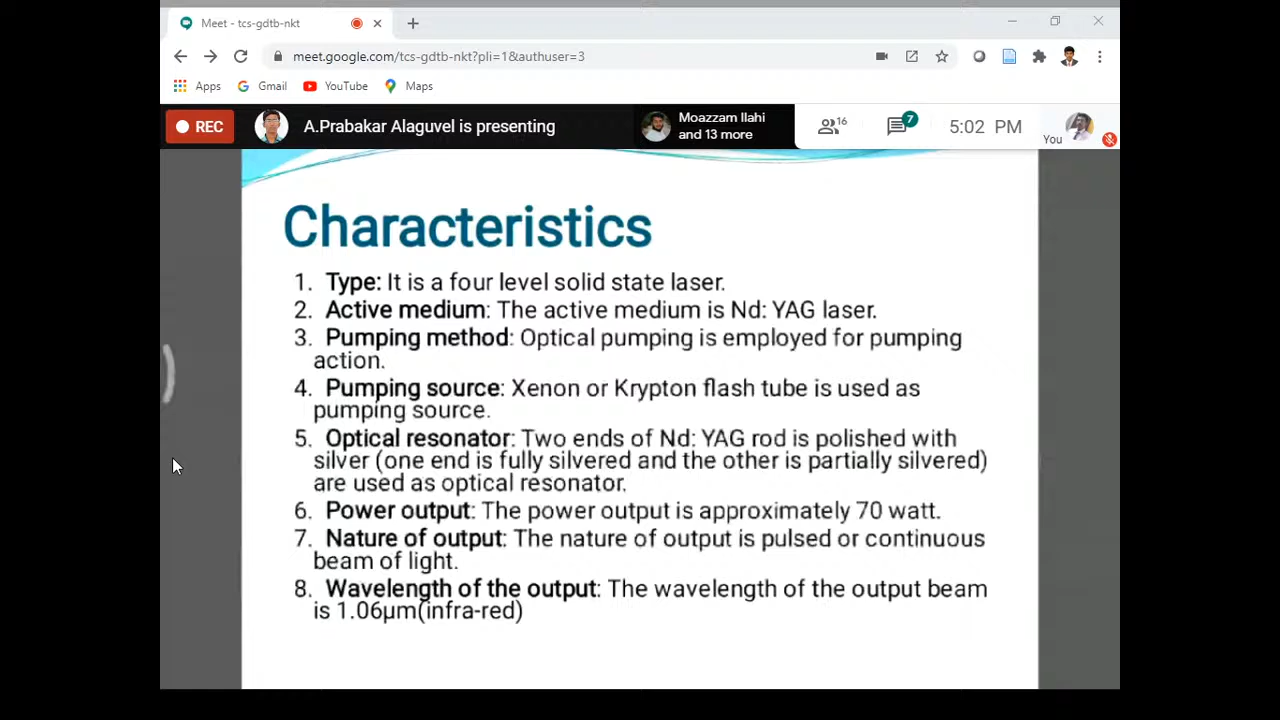 Meet - tcs-gdtb-nkt
meet.google.com/tcs-gdtb-nkt?pli=1&authuser=3
Apps Gmail YouTube Maps
REC A.Prabakar Alaguvel is presenting
Moazzam Ilahi
and 13 more
16 7 5:02 PM You
Characteristics
1. Type: It is a four level solid state laser.
2. Active medium: The active medium is Nd: YAG laser.
3. Pumping method: Optical pumping is employed for pumping
action.
4. Pumping source: Xenon or Krypton flash tube is used as
pumping source.
5. Optical resonator: Two ends of Nd: YAG rod is polished with
silver (one end is fully silvered and the other is partially silvered)
are used as optical resonator.
6. Power output: The power output is approximately 70 watt.
7. Nature of output: The nature of output is pulsed or continuous
beam of light.
8. Wavelength of the output: The wavelength of the output beam
is 1.06μm(infra-red)